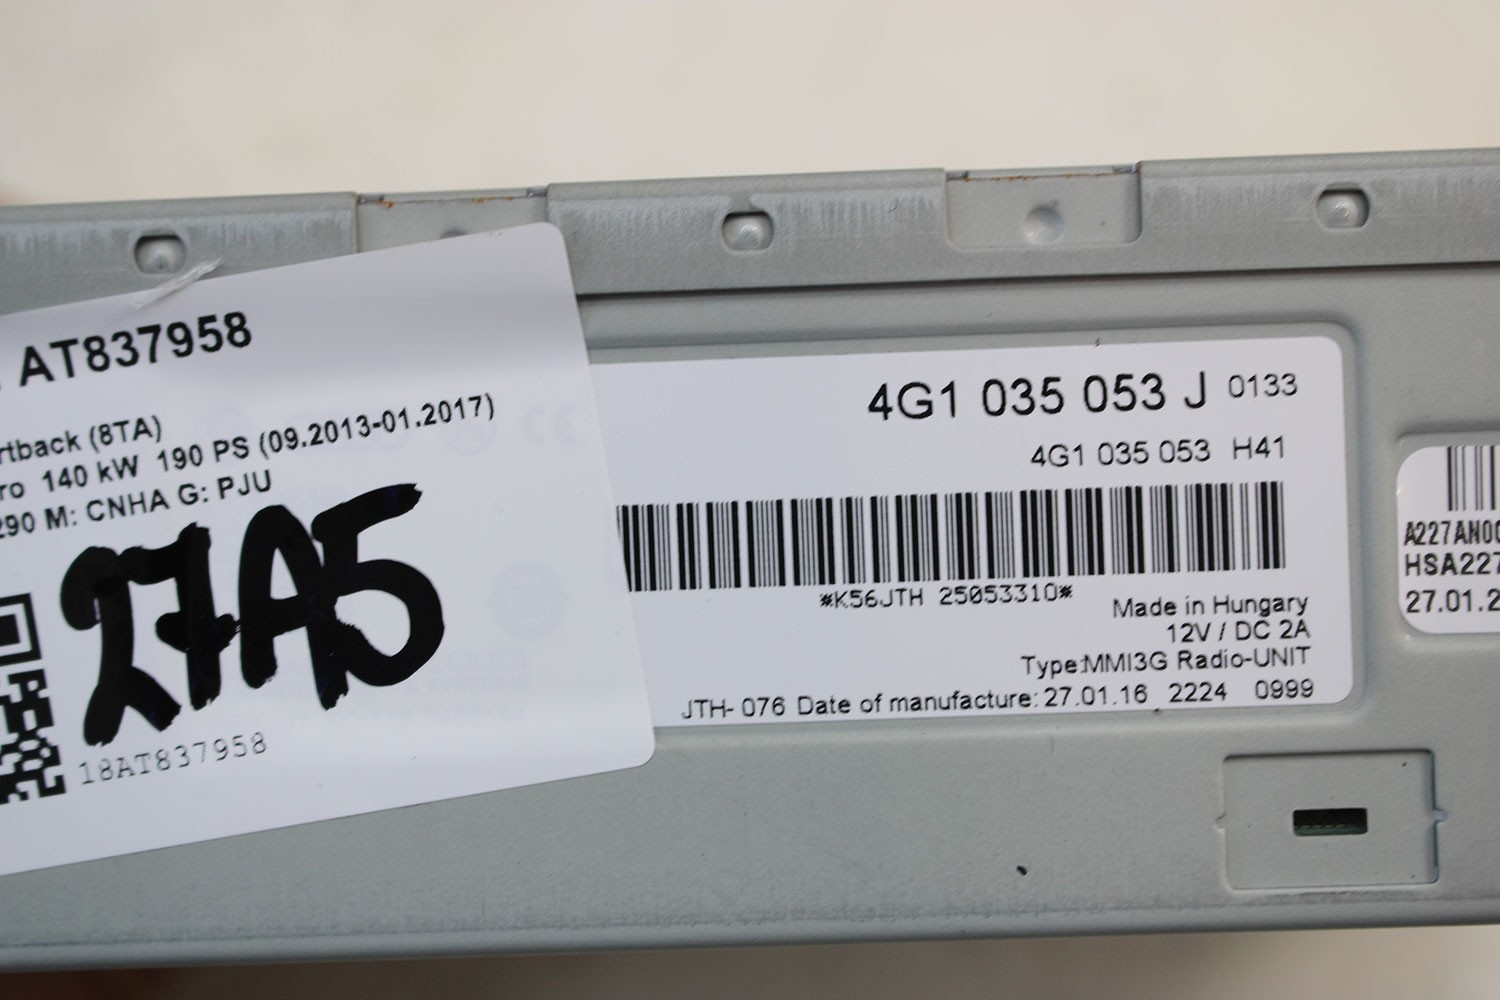 AT837958
rtback (8TA)
ro 140 kW 190 PS (09.2013-01.2017)
290 M: CNHA G: PJU
27A5
18AT837958
4G1 035 053 J 0133
4G1 035 053 H41
*K56JTH 25053310*
Made in Hungary
12V / DC 2A
Type:MMI3G Radio-UNIT
JTH- 076 Date of manufacture: 27.01.16 2224 0999
A227AN00
HSA227
27.01.2